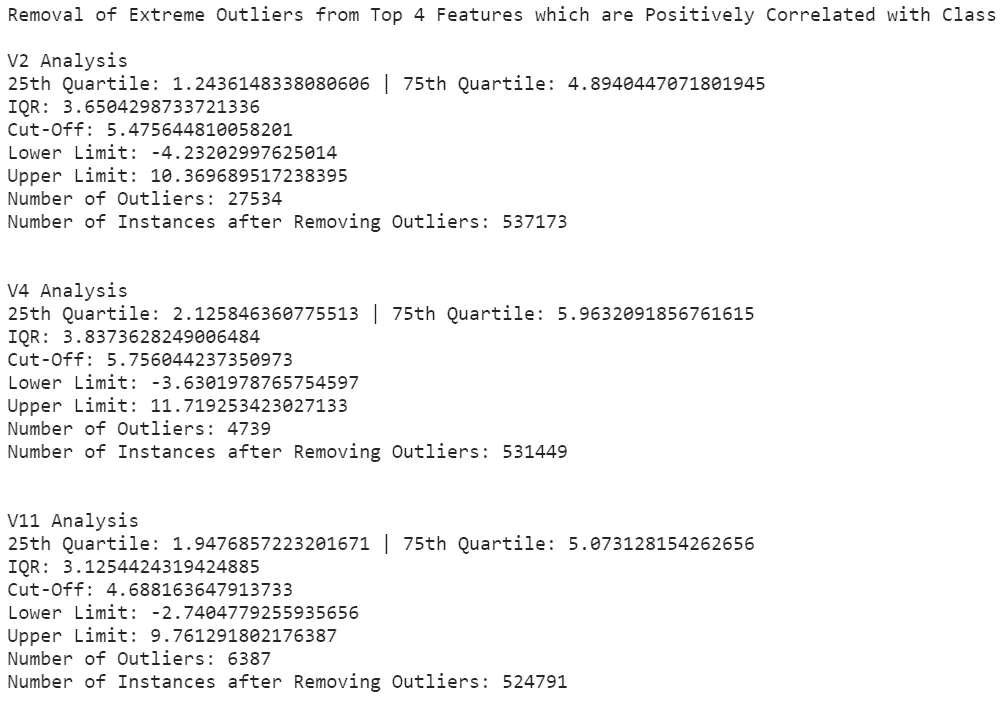 Removal of Extreme Outliers from Top 4 Features which are Positively Correlated with Class
V2 Analysis
25th Quartile: 1.2436148338080606 | 75th Quartile: 4.8940447071801945
IQR: 3.6504298733721336
Cut-Off: 5.475644810058201
Lower Limit: -4.23202997625014
Upper Limit: 10.369689517238395
Number of Outliers: 27534
Number of Instances after Removing Outliers: 537173
V4 Analysis
25th Quartile: 2.125846360775513 | 75th Quartile: 5.9632091856761615
IQR: 3.8373628249006484
Cut-Off: 5.756044237350973
Lower Limit: -3.6301978765754597
Upper Limit: 11.719253423027133
Number of Outliers: 4739
Number of Instances after Removing Outliers: 531449
V11 Analysis
25th Quartile: 1.9476857223201671 | 75th Quartile: 5.073128154262656
IQR: 3.1254424319424885
Cut-Off: 4.688163647913733
Lower Limit: -2.7404779255935656
Upper Limit: 9.761291802176387
Number of Outliers: 6387
Number of Instances after Removing Outliers: 524791